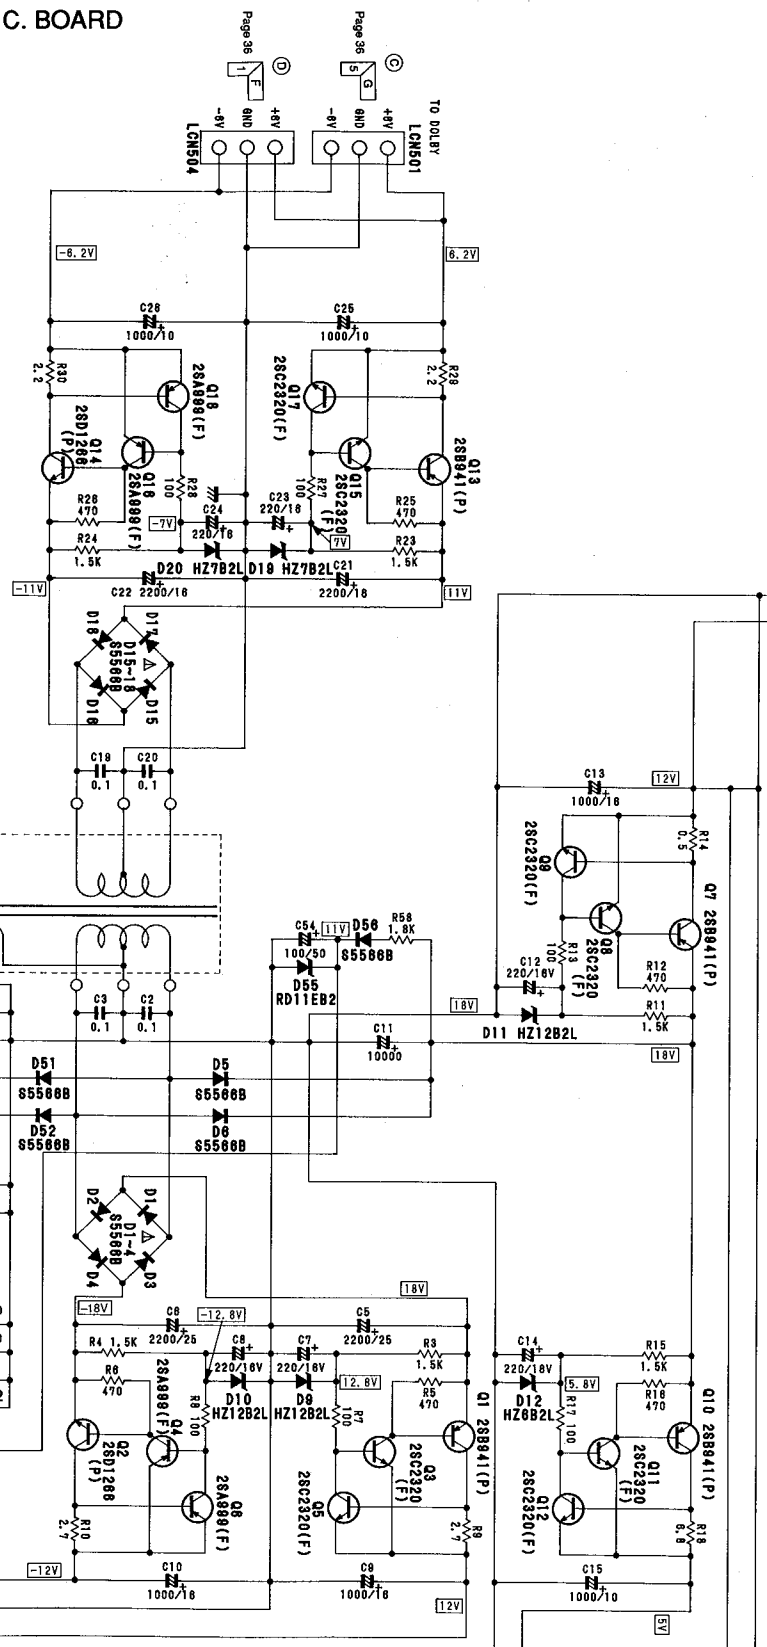 C. BOARD
Page 36
1
F
D
Page 36
5
G
C
-6V
GND
+6V
-6V
GND
+6V
TO DOLBY
LCN504
LCN501
-6.2V
6.2V
C26
1000/10
C25
1000/10
R30
2.2
Q18
2SA999(F)
Q17
2SC2320(F)
R29
2.2
Q14
2SD1266
(P)
Q16
2SA999(F)
R28
100
R27
100
Q15
2SC2320
(F)
Q13
2SB941(P)
R26
470
-7V
C24
220/16
C23
220/16
7V
R25
470
R24
1.5K
D20 HZ7B2L
D19 HZ7B2L
R23
1.5K
-11V
C22 2200/16
C21
2200/16
11V
D18
D17
D15~18
S5566B
D16
D15
C19
0.1
C20
0.1
C13
1000/16
12V
Q9
2SC2320(F)
R14
0.5
Q8
2SC2320
(F)
Q7 2SB941(P)
R13
100
C12
220/16V
R12
470
R11
1.5K
D11 HZ12B2L
18V
18V
C54
100/50
11V
D56
S5566B
R58
1.8K
D55
RD11EB2
C11
10000
C3
0.1
C2
0.1
D51
S5566B
D5
S5566B
D52
S5566B
D6
S5566B
D2
D1
D1~4
S5566B
D4
D3
-18V
18V
C6
2200/25
-12.8V
C5
2200/25
R4 1.5K
C8
220/16V
C7
220/16V
R3
1.5K
C14
220/16V
R15
1.5K
R6
470
D10
HZ12B2L
D9
HZ12B2L
12.8V
R5
470
D12
HZ6B2L
5.8V
R16
470
R8 100
R7
100
R17
100
Q2
2SD1266
(P)
Q4
2SA999(F)
Q3
2SC2320
(F)
Q1 2SB941(P)
Q11
2SC2320
(F)
Q10 2SB941(P)
R10
2.7
2SA999(F)
Q5
2SC2320(F)
R9
2.7
Q12
2SC2320(F)
R18
-12V
C10
1000/16
C9
1000/16
12V
C15
1000/10
5V